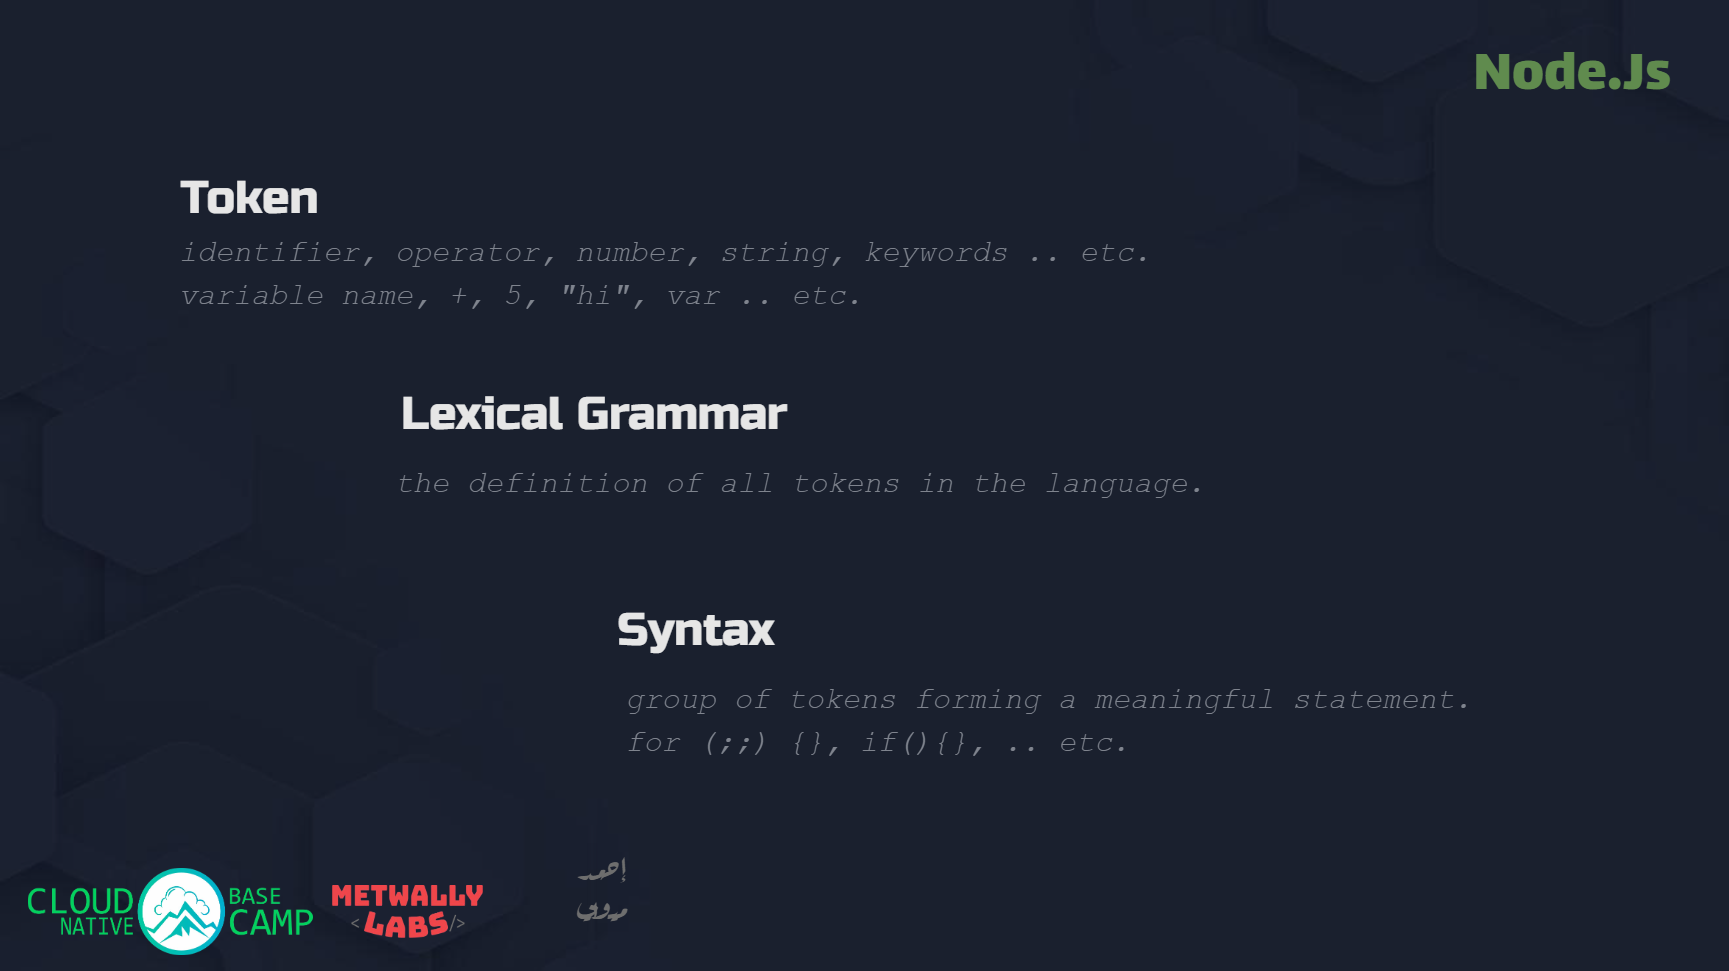 Node.Js
Token
identifier, operator, number, string, keywords .. etc.
variable name, +, 5, "hi", var .. etc.
Lexical Grammar
the definition of all tokens in the language.
Syntax
group of tokens forming a meaningful statement.
for (;;) {}, if(){}, .. etc.
CLOUD NATIVE
BASE CAMP
METWALLY
<LABS/>